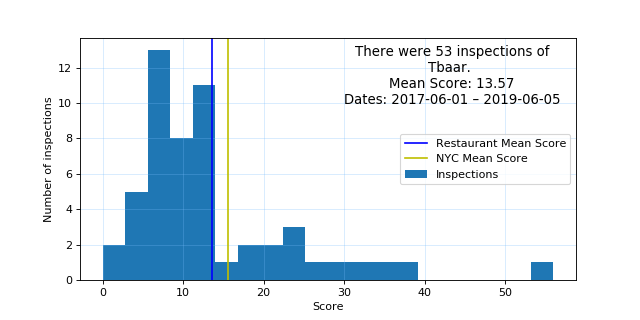 There were 53 inspections of
Tbaar.
Mean Score: 13.57
Dates: 2017-06-01 – 2019-06-05
Restaurant Mean Score
NYC Mean Score
Inspections
Number of inspections
12
10
8
6
4
2
0
0 10 20 30 40 50
Score